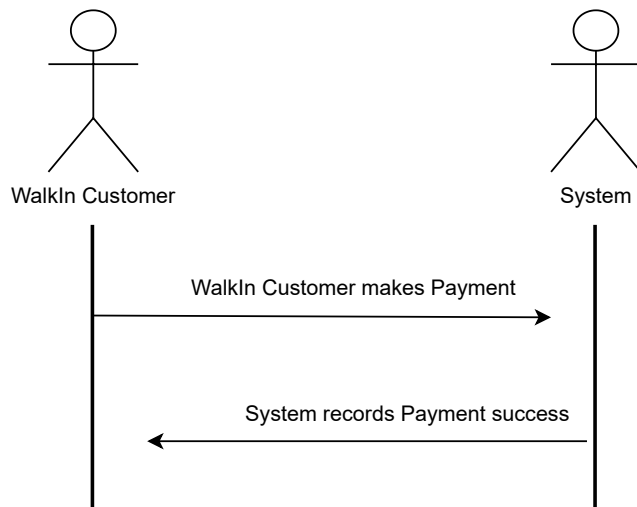 WalkIn Customer
System
WalkIn Customer makes Payment
System records Payment success